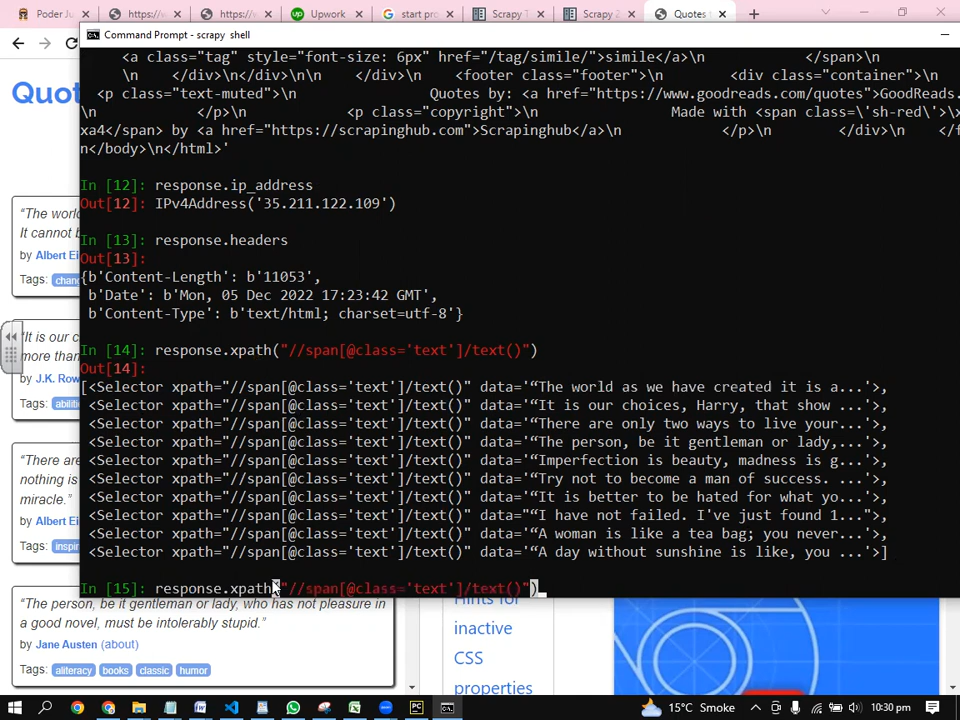 Poder Ju
https://w
https://w
Upwork
start pro
Scrapy T
Scrapy 2
Quotes t
Command Prompt - scrapy shell
Quo
<a class="tag" style="font-size: 6px" href="/tag/simile/">simile</a>\n </span>
\n \n </div>\n</div>\n\n </div>\n <footer class="footer">\n <div class="container">\n
<p class="text-muted">\n Quotes by: <a href="https://www.goodreads.com/quotes">GoodReads.
\n </p>\n <p class="copyright">\n Made with <span class=\'sh-red\'>\x
xa4</span> by <a href="https://scrapinghub.com">Scrapinghub</a>\n </p>\n </div>\n </f
n</body>\n</html>'
In [12]: response.ip_address
Out[12]: IPv4Address('35.211.122.109')
In [13]: response.headers
Out[13]:
{b'Content-Length': b'11053',
b'Date': b'Mon, 05 Dec 2022 17:23:42 GMT',
b'Content-Type': b'text/html; charset=utf-8'}
In [14]: response.xpath("//span[@class='text']/text()")
Out[14]:
[<Selector xpath="//span[@class='text']/text()" data='“The world as we have created it is a...'>,
<Selector xpath="//span[@class='text']/text()" data='“It is our choices, Harry, that show ...'>,
<Selector xpath="//span[@class='text']/text()" data='“There are only two ways to live your...'>,
<Selector xpath="//span[@class='text']/text()" data='“The person, be it gentleman or lady,...'>,
<Selector xpath="//span[@class='text']/text()" data='“Imperfection is beauty, madness is g...'>,
<Selector xpath="//span[@class='text']/text()" data='“Try not to become a man of success. ...'>,
<Selector xpath="//span[@class='text']/text()" data='“It is better to be hated for what yo...'>,
<Selector xpath="//span[@class='text']/text()" data="“I have not failed. I've just found 1...">,
<Selector xpath="//span[@class='text']/text()" data='“A woman is like a tea bag; you never...'>,
<Selector xpath="//span[@class='text']/text()" data='“A day without sunshine is like, you ...'>]
In [15]: response.xpath("//span[@class='text']/text()")
“The worl
It cannot b
by Albert Ei
Tags: chan
“It is our c
more than
by J.K. Row
Tags: abiliti
“There are
nothing is
miracle.”
by Albert Ei
Tags: inspir
“The person, be it gentleman or lady, who has not pleasure in
a good novel, must be intolerably stupid.”
by Jane Austen (about)
Tags: aliteracy books classic humor
Hints for
inactive
CSS
properties
15°C Smoke
10:30 pm